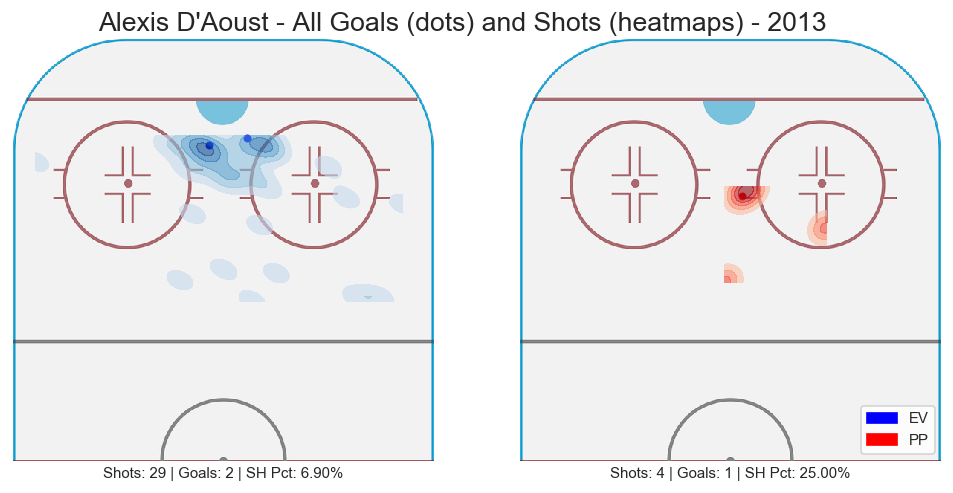 Alexis D'Aoust - All Goals (dots) and Shots (heatmaps) - 2013
EV
PP
Shots: 29 | Goals: 2 | SH Pct: 6.90%
Shots: 4 | Goals: 1 | SH Pct: 25.00%